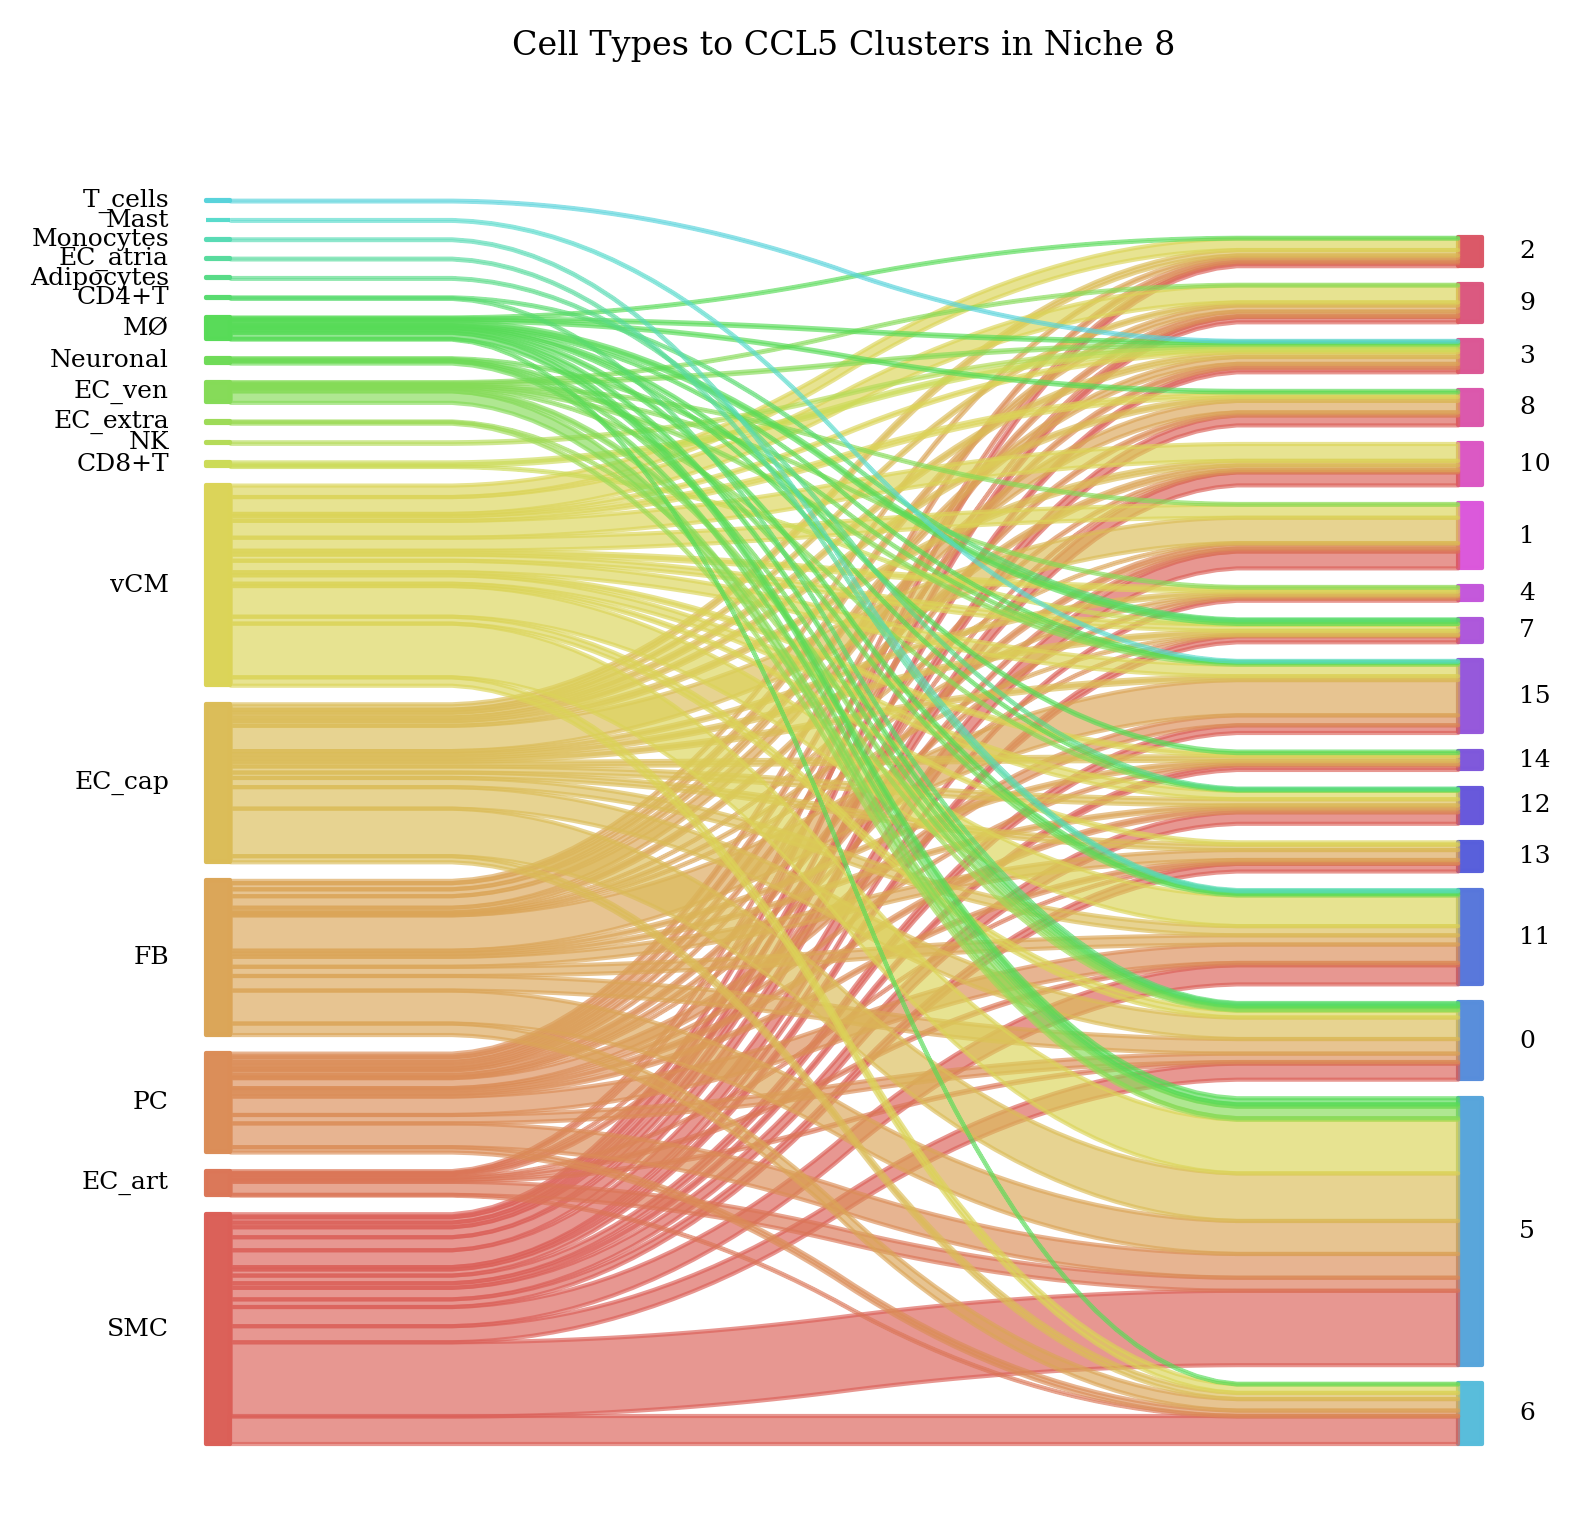 Cell Types to CCL5 Clusters in Niche 8
T_cells
Mast
Monocytes
EC_atria
Adipocytes
CD4+T
MØ
Neuronal
EC_ven
EC_extra
NK
CD8+T
vCM
EC_cap
FB
PC
EC_art
SMC
2
9
3
8
10
1
4
7
15
14
12
13
11
0
5
6